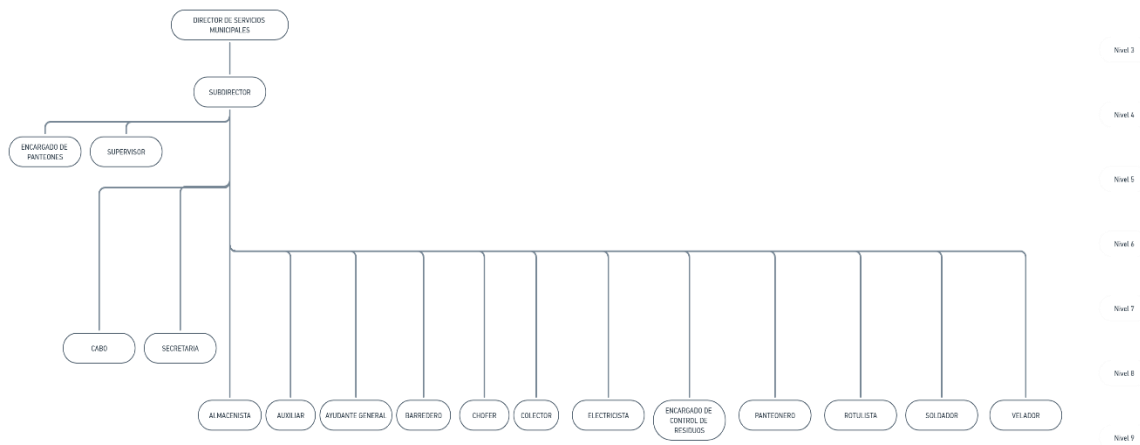 DIRECTOR DE SERVICIOS
MUNICIPALES
Nivel 3
SUBDIRECTOR
Nivel 4
ENCARGADO DE
PANTEONES
SUPERVISOR
Nivel 5
Nivel 6
Nivel 7
CABO
SECRETARIA
Nivel 8
ALMACENISTA
AUXILIAR
AYUDANTE GENERAL
BARREDERO
CHOFER
COLECTOR
ELECTRICISTA
ENCARGADO DE
CONTROL DE
RESIDUOS
PANTEONERO
ROTULISTA
SOLDADOR
VELADOR
Nivel 9